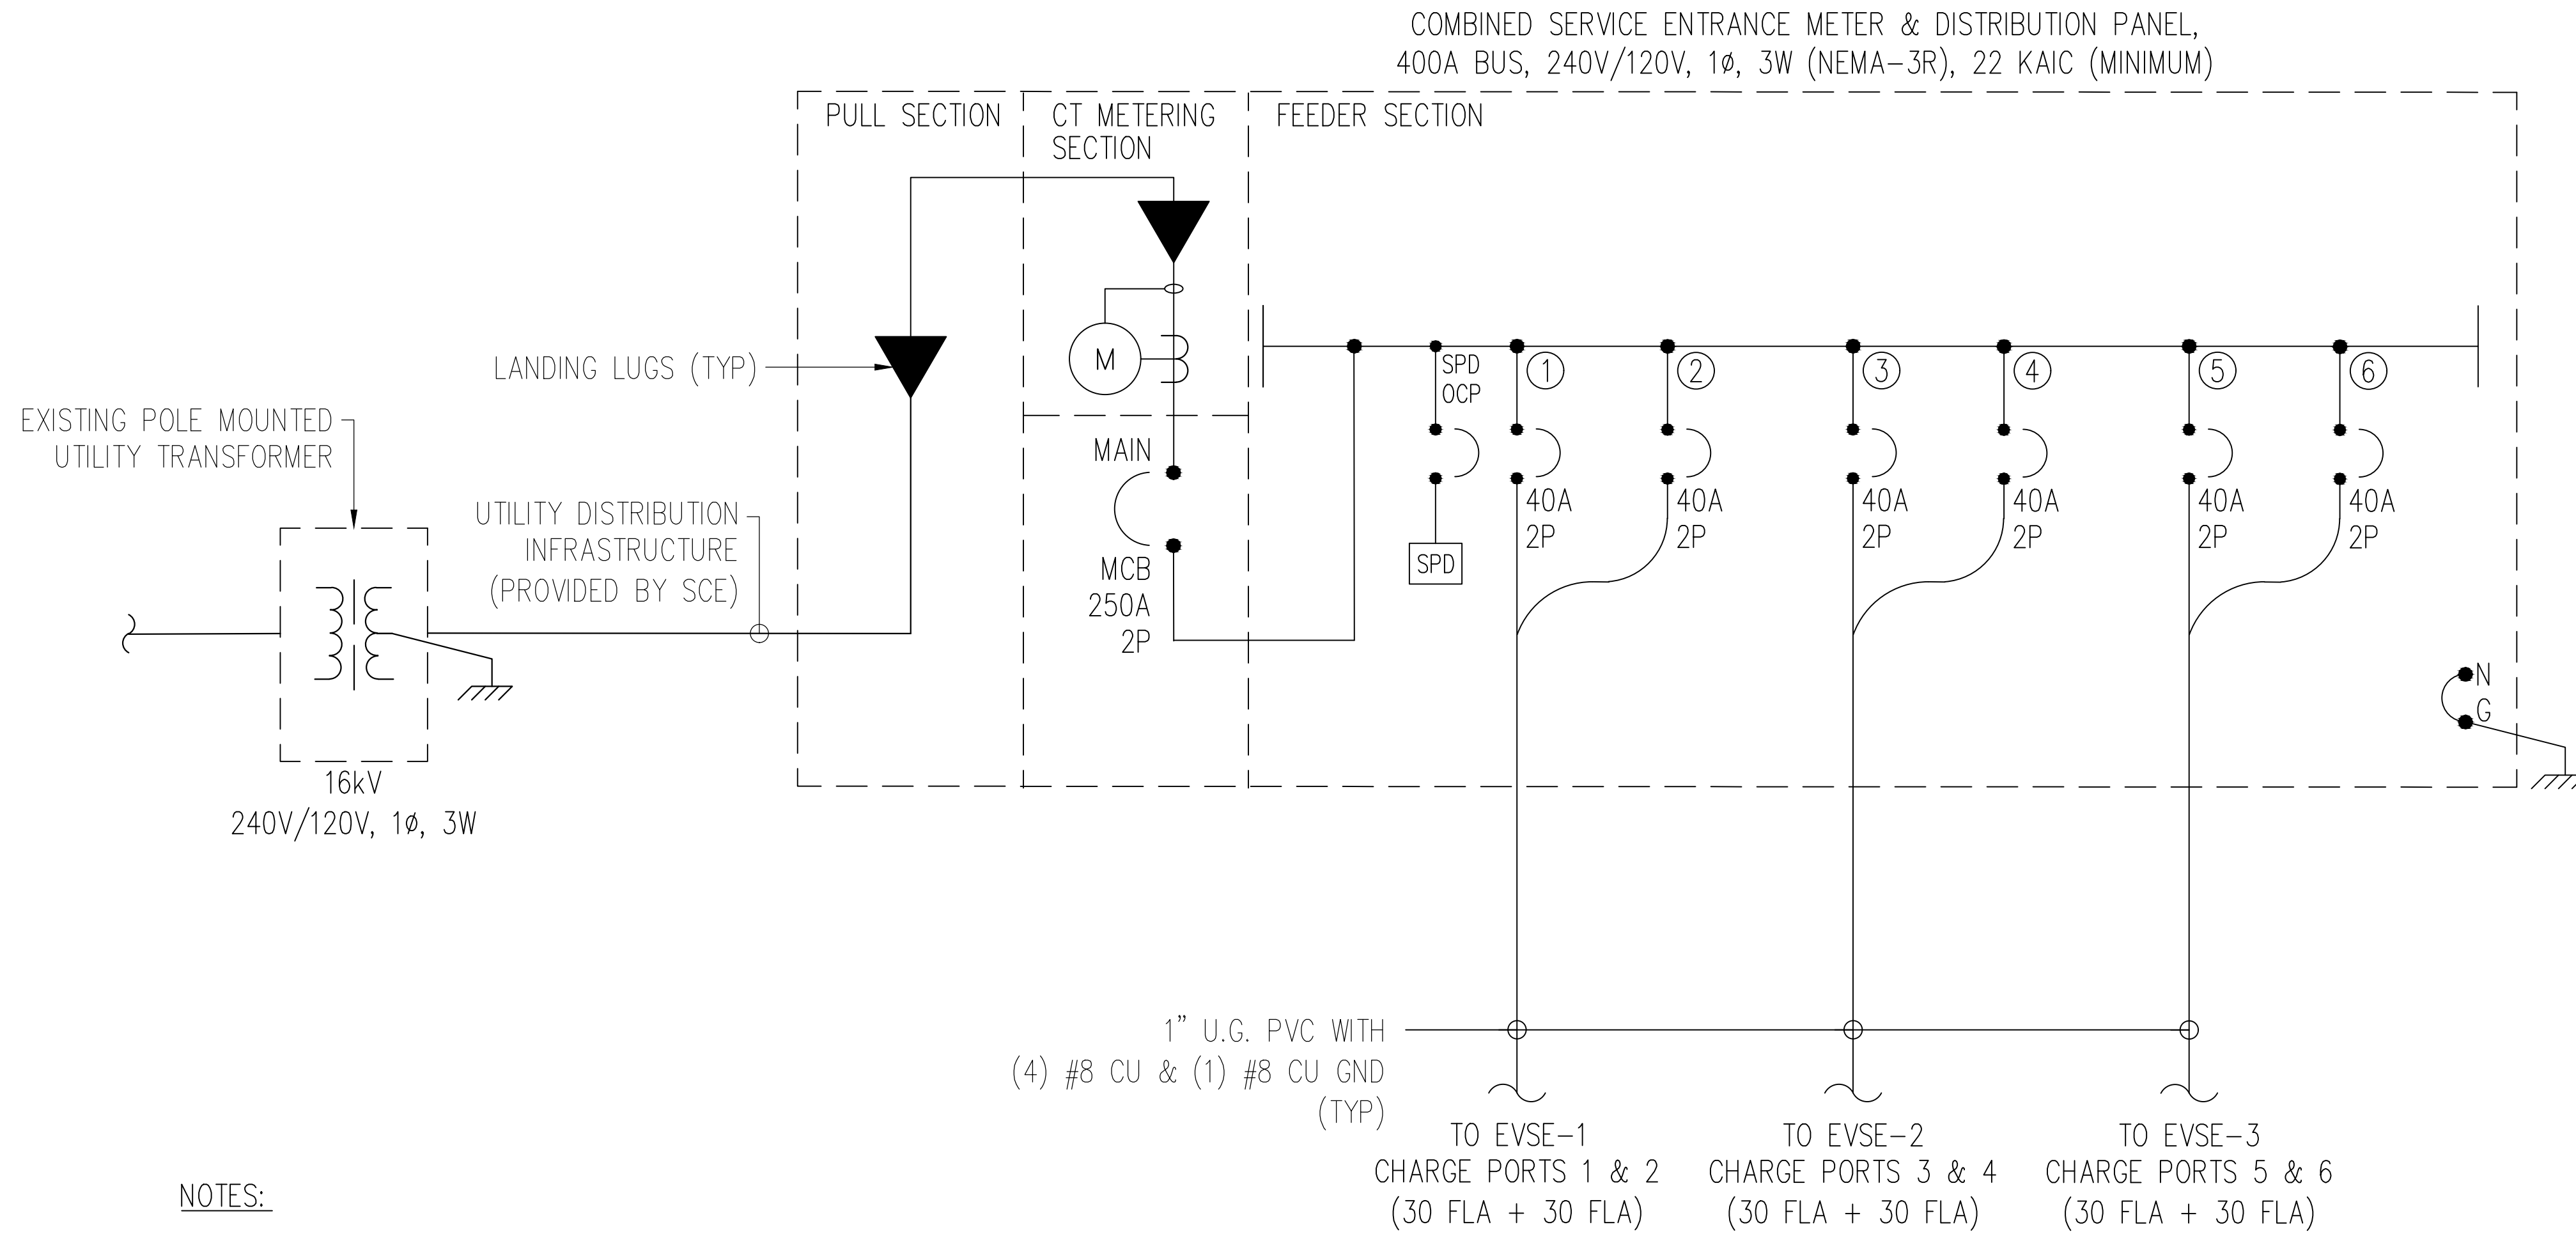 COMBINED SERVICE ENTRANCE METER & DISTRIBUTION PANEL,
400A BUS, 240V/120V, 1ø, 3W (NEMA-3R), 22 KAIC (MINIMUM)
PULL SECTION
CT METERING
SECTION
FEEDER SECTION
LANDING LUGS (TYP)
M
SPD
OCP
1
2
3
4
5
6
EXISTING POLE MOUNTED
UTILITY TRANSFORMER
UTILITY DISTRIBUTION
INFRASTRUCTURE
(PROVIDED BY SCE)
MAIN
MCB
250A
2P
SPD
40A
2P
40A
2P
40A
2P
40A
2P
40A
2P
40A
2P
N
G
16kV
240V/120V, 1ø, 3W
1" U.G. PVC WITH
(4) #8 CU & (1) #8 CU GND
(TYP)
TO EVSE-1
CHARGE PORTS 1 & 2
(30 FLA + 30 FLA)
TO EVSE-2
CHARGE PORTS 3 & 4
(30 FLA + 30 FLA)
TO EVSE-3
CHARGE PORTS 5 & 6
(30 FLA + 30 FLA)
NOTES: